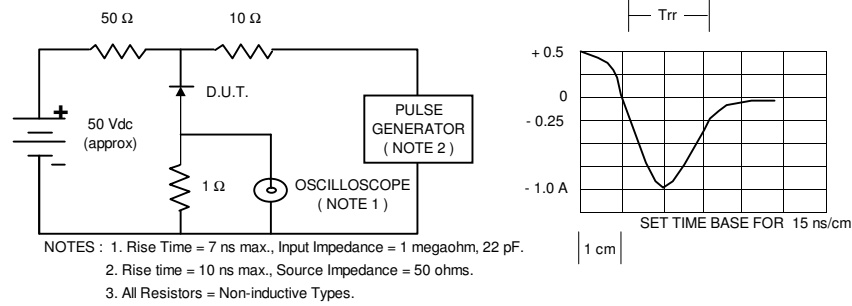 50 Ω
10 Ω
D.U.T.
+
50 Vdc
(approx)
1 Ω
OSCILLOSCOPE
( NOTE 1 )
PULSE
GENERATOR
( NOTE 2 )
Trr
+ 0.5
0
- 0.25
- 1.0 A
SET TIME BASE FOR 15 ns/cm
1 cm
NOTES : 1. Rise Time = 7 ns max., Input Impedance = 1 megaohm, 22 pF.
2. Rise time = 10 ns max., Source Impedance = 50 ohms.
3. All Resistors = Non-inductive Types.